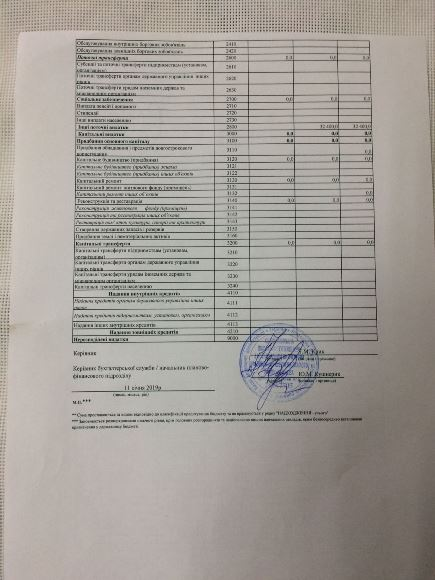 Обслуговування внутрішніх боргових зобов'язань 2410
Обслуговування зовнішніх боргових зобов'язань 2420
Поточні трансферти 2600 0,0 0,0 0,0
Субсидії та поточні трансферти підприємствам (установам, організаціям) 2610
Поточні трансферти органам державного управління інших рівнів 2620
Поточні трансферти урядам іноземних держав та міжнародним організаціям 2630
Соціальне забезпечення 2700 0,0 0,0 0,0
Виплата пенсій і допомоги 2710
Стипендії 2720
Інші виплати населенню 2730
Інші поточні видатки 2800 32 400,0 32 400,0
Капітальні видатки 3000 0,0 0,0 0,0
Придбання основного капіталу 3100 0,0 0,0 0,0
Придбання обладнання і предметів довгострокового користування 3110 0,0
Капітальне будівництво (придбання) 3120 0,0 0,0 0,0
Капітальне будівництво (придбання) житла 3121
Капітальне будівництво (придбання) інших об'єктів 3122
Капітальний ремонт 3130 0,0 0,0 0,0
Капітальний ремонт житлового фонду (приміщень) 3131
Капітальний ремонт інших об'єктів 3132 0,0
Реконструкція та реставрація 3140 0,0 0,0 0,0
Реконструкція житлового фонду (приміщень) 3141
Реконструкція та реставрація інших об'єктів 3142
Реставрація пам'яток культури, історії та архітектури 3143
Створення державних запасів і резервів 3150
Придбання землі і нематеріальних активів 3160
Капітальні трансферти 3200 0,0 0,0 0,0
Капітальні трансферти підприємствам (установам, організаціям) 3210
Капітальні трансферти органам державного управління інших рівнів 3220
Капітальні трансферти урядам іноземних держав та міжнародним організаціям 3230
Капітальні трансферти населенню 3240
Надання внутрішніх кредитів 4110
Надання кредитів органам державного управління інших рівнів 4111
Надання кредитів підприємствам, установам, організаціям 4112
Надання інших внутрішніх кредитів 4113
Надання зовнішніх кредитів 4210
Нерозподілені видатки 9000
Керівник
Керівник бухгалтерської служби / начальник планово-
фінансового підрозділу
Ю.М.
11 січня 2019р
(число, місяць, рік)
М.П.***